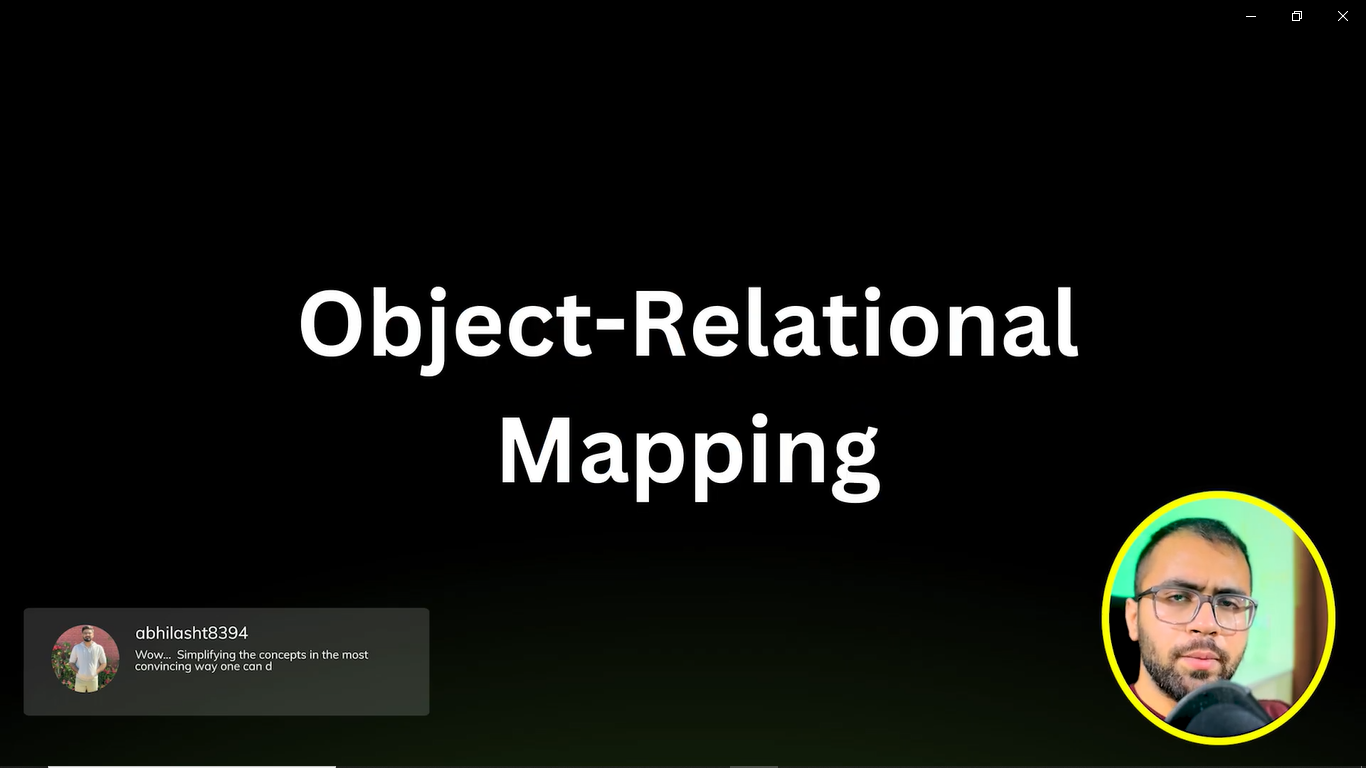 Object-Relational
Mapping
abhilasht8394
Wow... Simplifying the concepts in the most
convincing way one can d